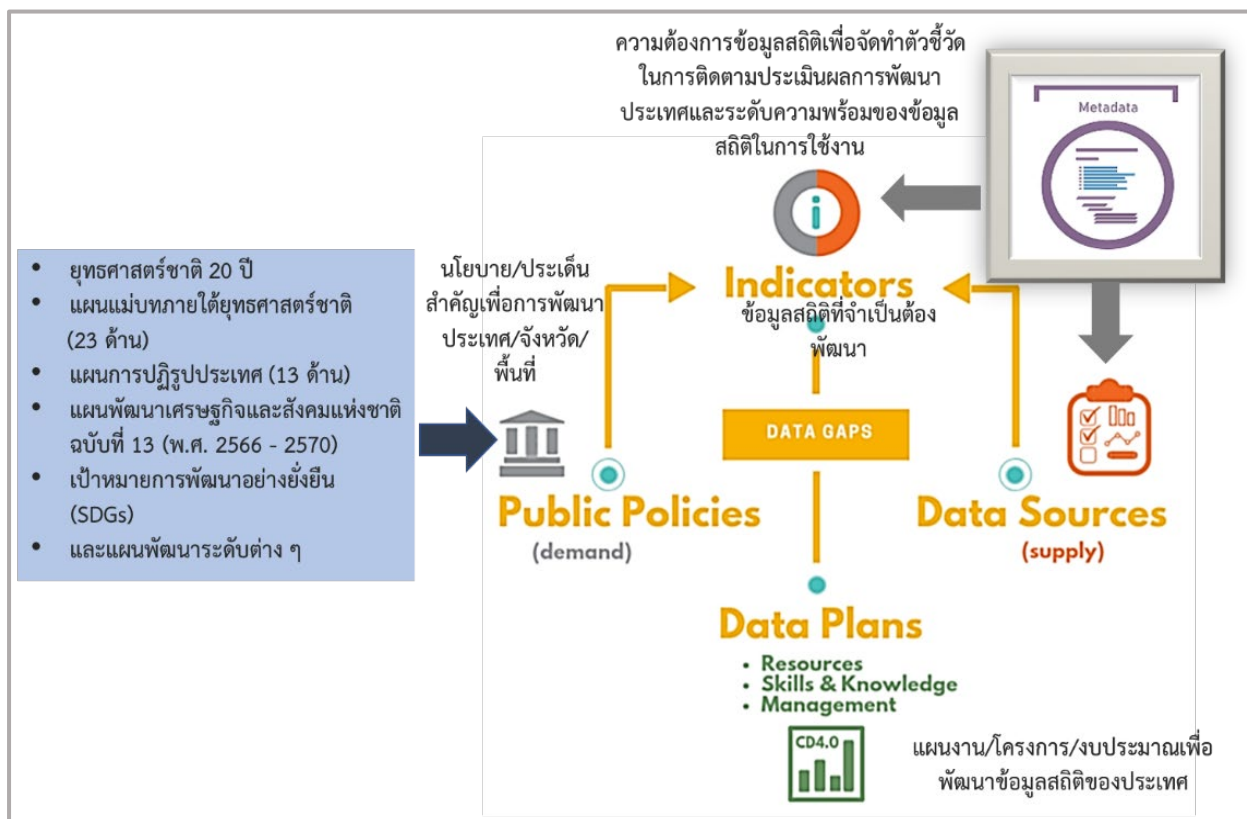 ความต้องการข้อมูลสถิติเพื่อจัดทำตัวชี้วัด
ในการติดตามประเมินผลการพัฒนา
ประเทศและระดับความพร้อมของข้อมูล
สถิติในการใช้งาน
Metadata
i
• ยุทธศาสตร์ชาติ 20 ปี
• แผนแม่บทภายใต้ยุทธศาสตร์ชาติ
(23 ด้าน)
• แผนการปฏิรูปประเทศ (13 ด้าน)
• แผนพัฒนาเศรษฐกิจและสังคมแห่งชาติ
ฉบับที่ 13 (พ.ศ. 2566 - 2570)
• เป้าหมายการพัฒนาอย่างยั่งยืน
(SDGs)
• และแผนพัฒนาระดับต่าง ๆ
นโยบาย/ประเด็น
สำคัญเพื่อการพัฒนา
ประเทศ/จังหวัด/
พื้นที่
Indicators
ข้อมูลสถิติที่จำเป็นต้อง
พัฒนา
DATA GAPS
Public Policies
(demand)
Data Sources
(supply)
Data Plans
• Resources
• Skills & Knowledge
• Management
CD4.0
แผนงาน/โครงการ/งบประมาณเพื่อ
พัฒนาข้อมูลสถิติของประเทศ